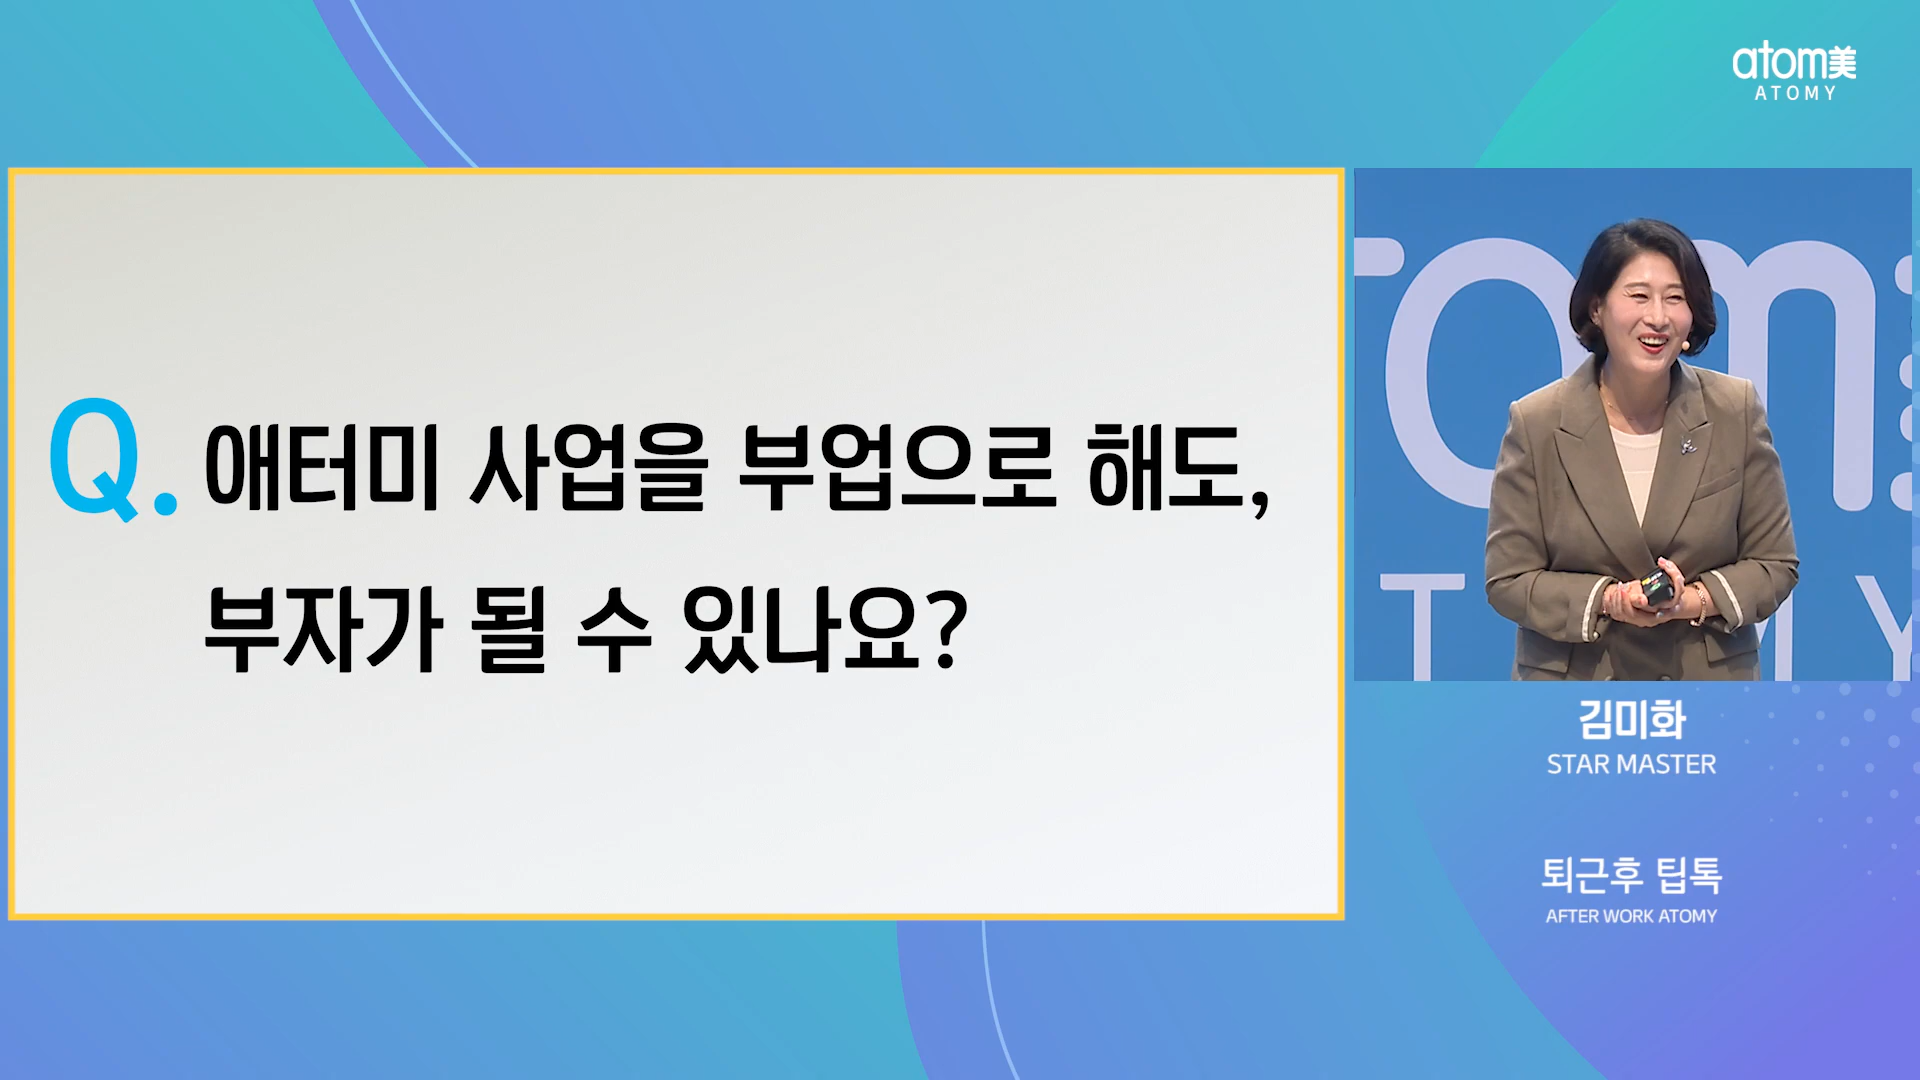 atom美
ATOMY
Q. 애터미 사업을 부업으로 해도,
부자가 될 수 있나요?
김미화
STAR MASTER
퇴근후 팁톡
AFTER WORK ATOMY